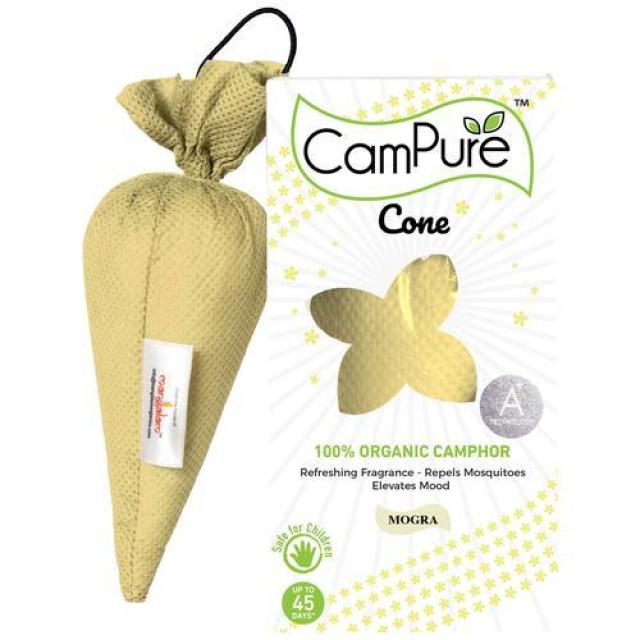 CamPure™
Cone
A+
TECHNOLOGY
100% ORGANIC CAMPHOR
Refreshing Fragrance - Repels Mosquitoes
Elevates Mood
MOGRA
Safe for Children
UP TO
45
DAYS*